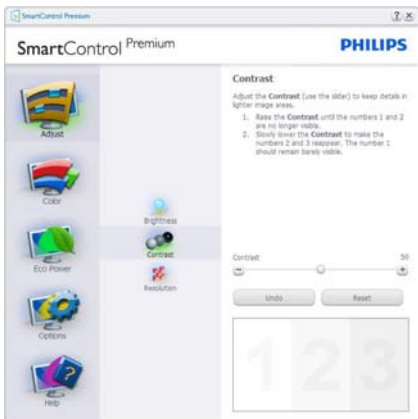 SmartControl Premium
SmartControl Premium
PHILIPS
Adjust
Color
Eco Power
Options
Help
Brightness
Contrast
Resolution
Contrast
Adjust the Contrast (use the slider) to keep details in
lighter image areas.
1. Raise the Contrast until the numbers 1 and 2
are no longer visible.
2. Slowly lower the Contrast to make the
numbers 2 and 3 reappear. The number 1
should remain barely visible.
Contrast 50
Undo Reset
1 2 3